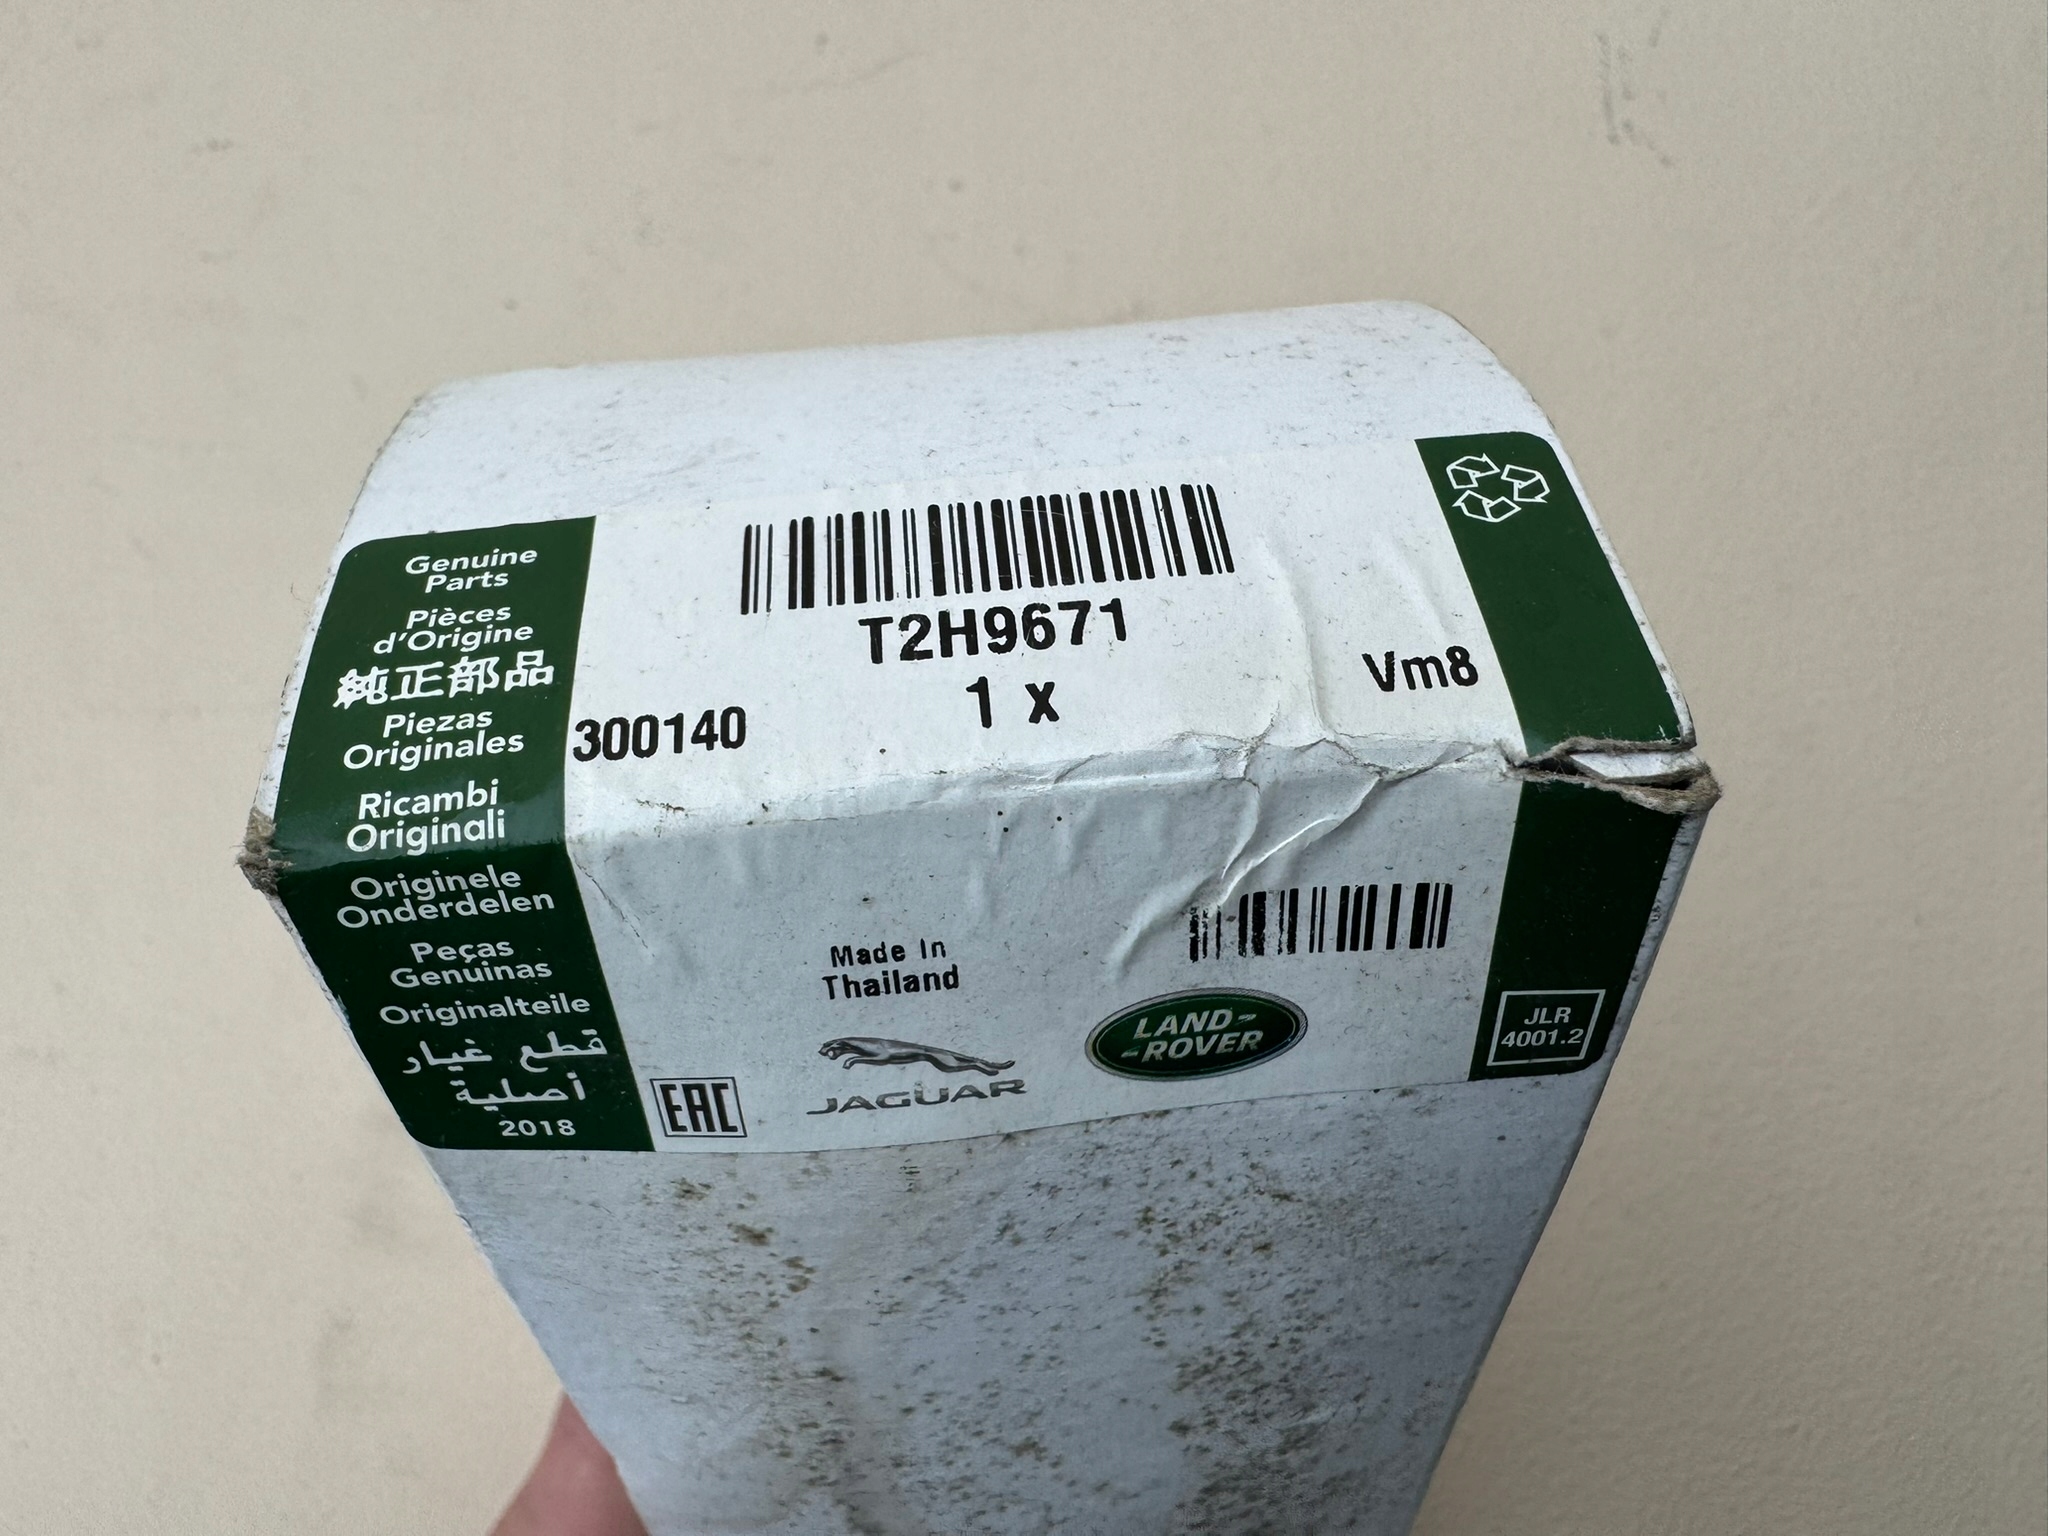 Genuine
Parts
Pièces
d'Origine
純正部品
Piezas
Originales
Ricambi
Originali
Originele
Onderdelen
Peças
Genuinas
Originalteile
قطع غيار
أصلية
2018
T2H9671
1 x
300140
Vm8
Made In
Thailand
EAC
JAGUAR
LAND-
-ROVER
JLR
4001.2